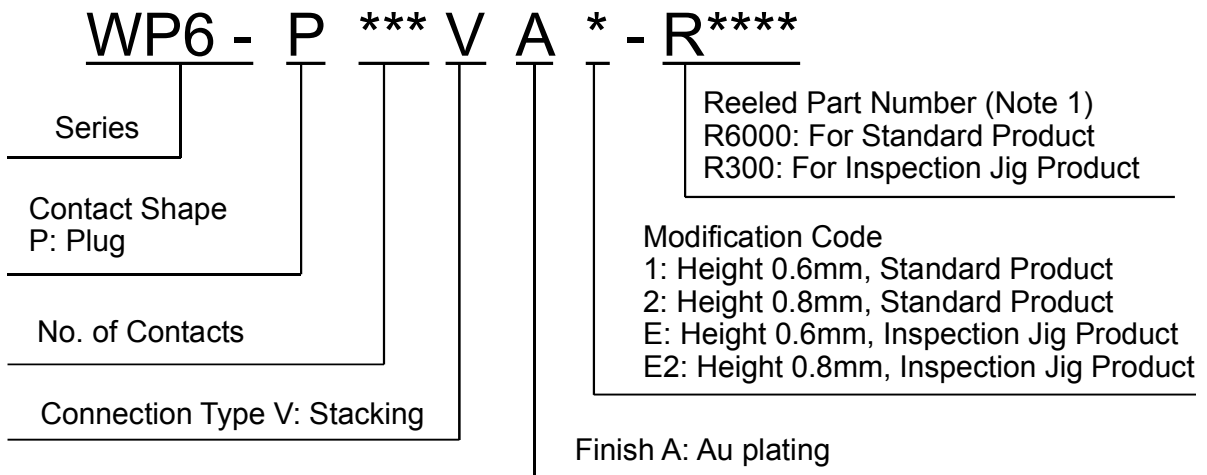 WP6 - P *** V A * - R****
Series
Contact Shape
P: Plug
No. of Contacts
Connection Type V: Stacking
Reeled Part Number (Note 1)
R6000: For Standard Product
R300: For Inspection Jig Product
Modification Code
1: Height 0.6mm, Standard Product
2: Height 0.8mm, Standard Product
E: Height 0.6mm, Inspection Jig Product
E2: Height 0.8mm, Inspection Jig Product
Finish A: Au plating